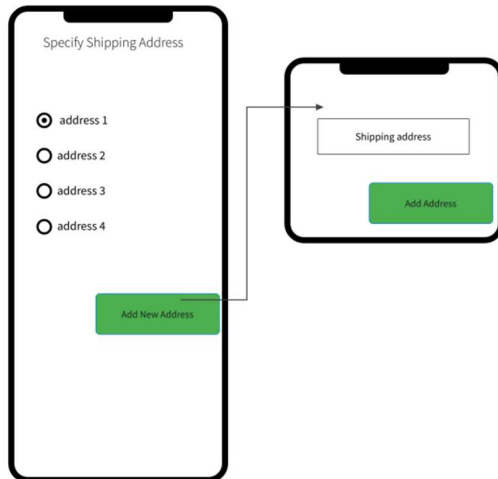 Specify Shipping Address
address 1
address 2
address 3
address 4
Add New Address
Shipping address
Add Address